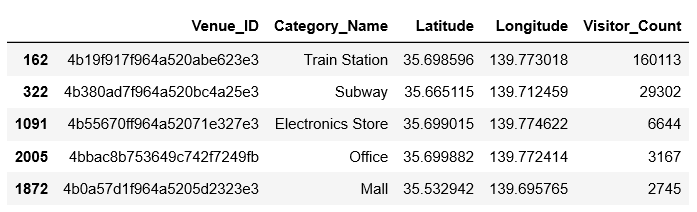 Venue_ID Category_Name Latitude Longitude Visitor_Count
162 4b19f917f964a520abe623e3 Train Station 35.698596 139.773018 160113
322 4b380ad7f964a520bc4a25e3 Subway 35.665115 139.712459 29302
1091 4b55670ff964a52071e327e3 Electronics Store 35.699015 139.774622 6644
2005 4bbac8b753649c742f7249fb Office 35.699882 139.772414 3167
1872 4b0a57d1f964a5205d2323e3 Mall 35.532942 139.695765 2745